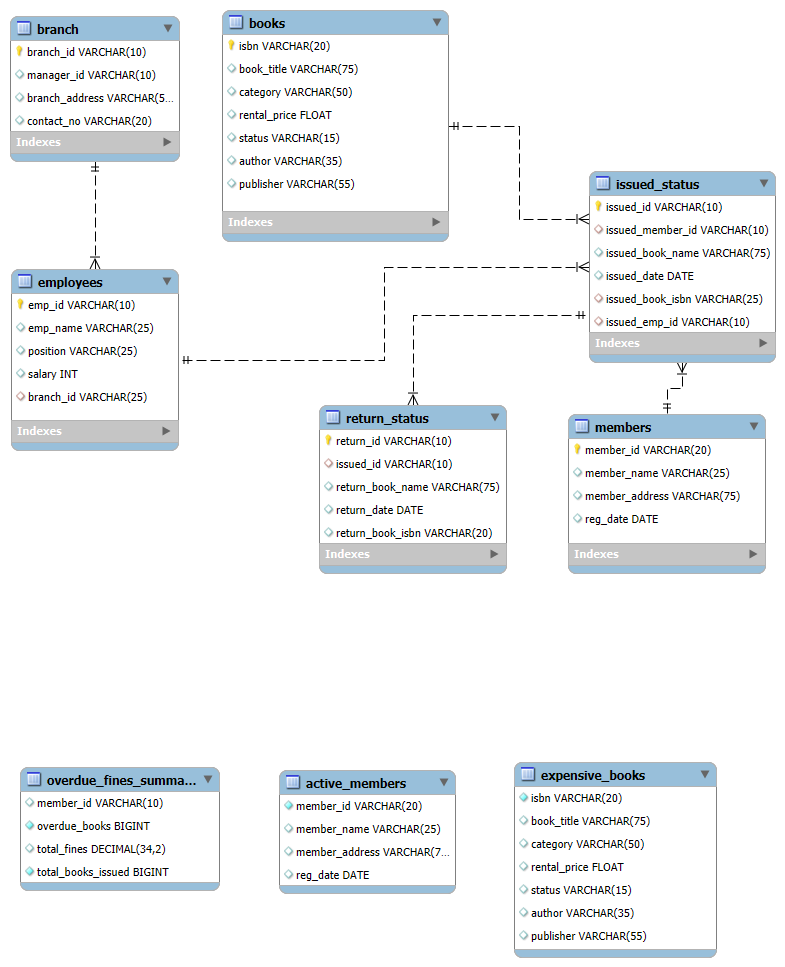 branch
branch_id VARCHAR(10)
manager_id VARCHAR(10)
branch_address VARCHAR(5...
contact_no VARCHAR(20)
Indexes
books
isbn VARCHAR(20)
book_title VARCHAR(75)
category VARCHAR(50)
rental_price FLOAT
status VARCHAR(15)
author VARCHAR(35)
publisher VARCHAR(55)
Indexes
issued_status
issued_id VARCHAR(10)
issued_member_id VARCHAR(10)
issued_book_name VARCHAR(75)
issued_date DATE
issued_book_isbn VARCHAR(25)
issued_emp_id VARCHAR(10)
Indexes
employees
emp_id VARCHAR(10)
emp_name VARCHAR(25)
position VARCHAR(25)
salary INT
branch_id VARCHAR(25)
Indexes
return_status
return_id VARCHAR(10)
issued_id VARCHAR(10)
return_book_name VARCHAR(75)
return_date DATE
return_book_isbn VARCHAR(20)
Indexes
members
member_id VARCHAR(20)
member_name VARCHAR(25)
member_address VARCHAR(75)
reg_date DATE
Indexes
overdue_fines_summa...
member_id VARCHAR(10)
overdue_books BIGINT
total_fines DECIMAL(34,2)
total_books_issued BIGINT
active_members
member_id VARCHAR(20)
member_name VARCHAR(25)
member_address VARCHAR(7...
reg_date DATE
expensive_books
isbn VARCHAR(20)
book_title VARCHAR(75)
category VARCHAR(50)
rental_price FLOAT
status VARCHAR(15)
author VARCHAR(35)
publisher VARCHAR(55)